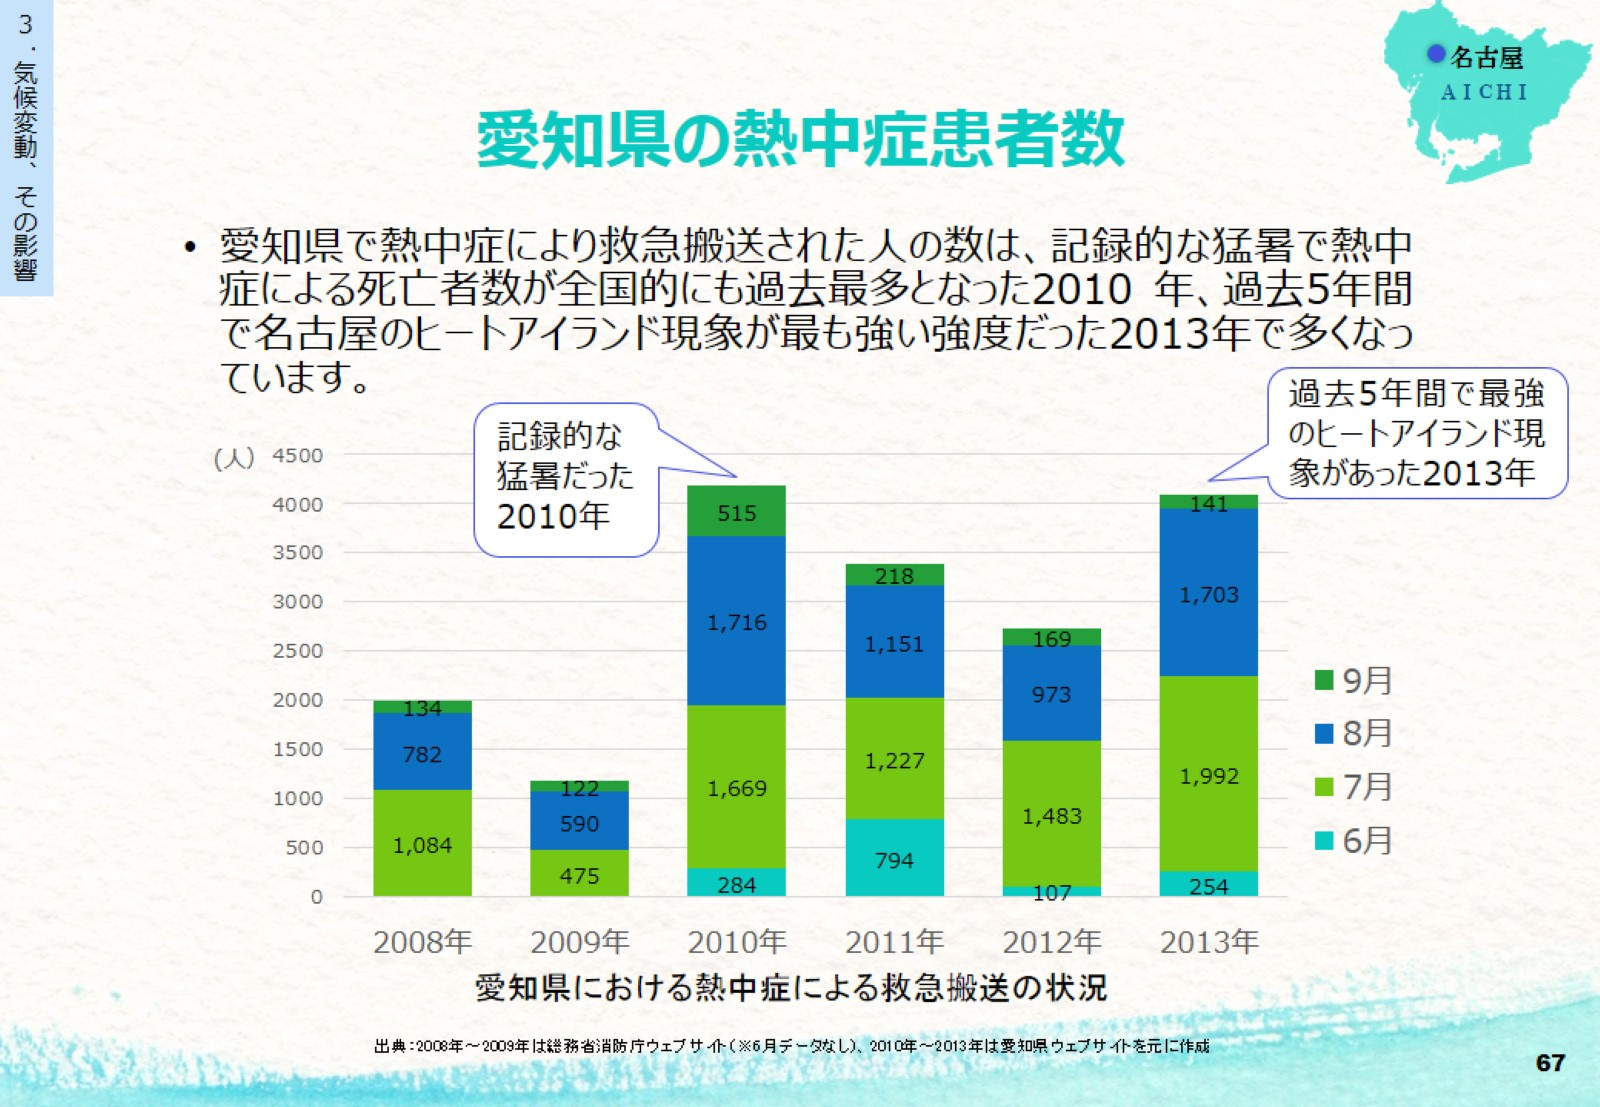 3．気候変動、その影響
名古屋
AICHI
愛知県の熱中症患者数
• 愛知県で熱中症により救急搬送された人の数は、記録的な猛暑で熱中
症による死亡者数が全国的にも過去最多となった2010 年、過去5年間
で名古屋のヒートアイランド現象が最も強い強度だった2013年で多くなっ
ています。
記録的な
猛暑だった
2010年
過去5年間で最強
のヒートアイランド現
象があった2013年
(人)
4500
4000
3500
3000
2500
2000
1500
1000
500
0
134
782
1,084
122
590
475
515
1,716
1,669
284
218
1,151
1,227
794
169
973
1,483
107
141
1,703
1,992
254
9月
8月
7月
6月
2008年 2009年 2010年 2011年 2012年 2013年
愛知県における熱中症による救急搬送の状況
出典：2008年～2009年は総務省消防庁ウェブサイト（※6月データなし）、2010年～2013年は愛知県ウェブサイトを元に作成
67